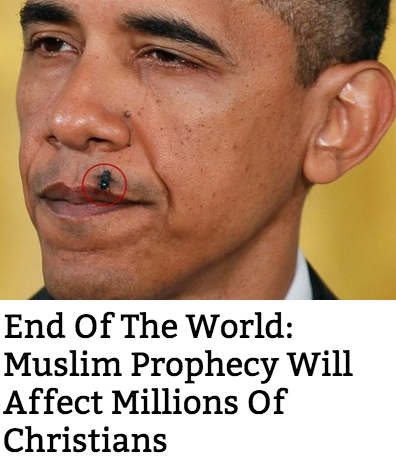 End Of The World:
Muslim Prophecy Will
Affect Millions Of
Christians